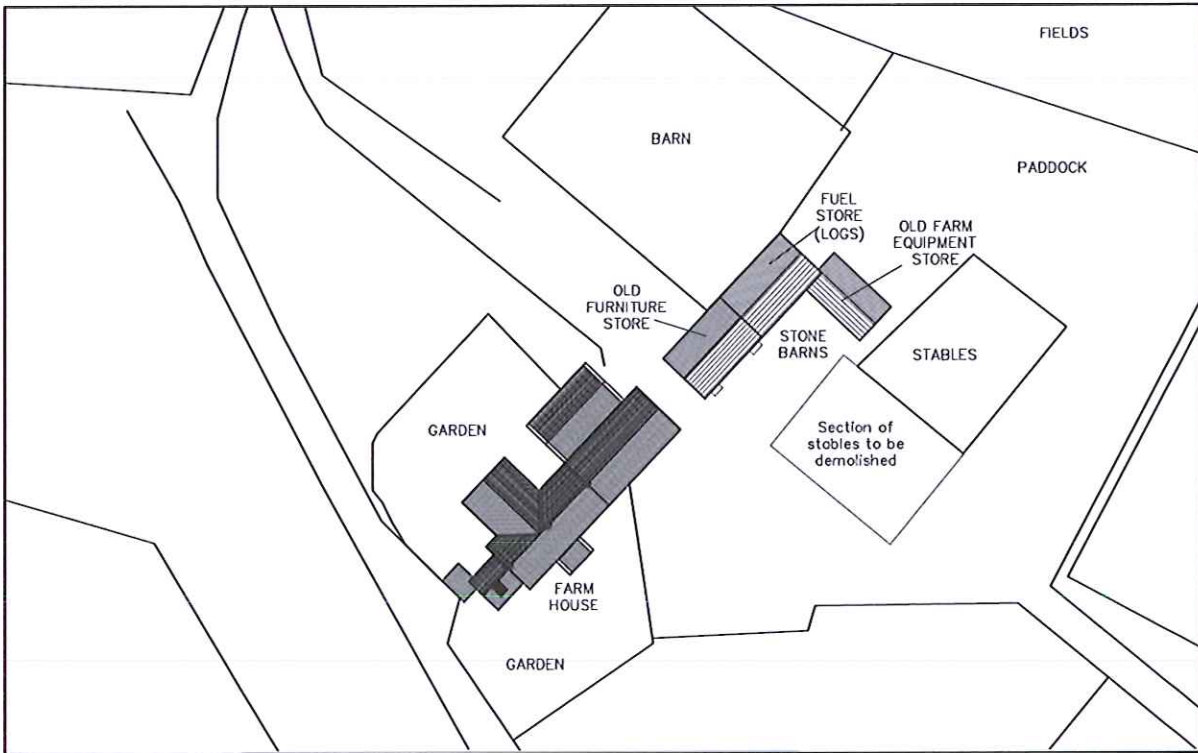 FIELDS
BARN
PADDOCK
FUEL
STORE
(LOGS)
OLD FARM
EQUIPMENT
STORE
OLD
FURNITURE
STORE
STONE
BARNS
STABLES
GARDEN
Section of
stables to be
demolished
FARM
HOUSE
GARDEN